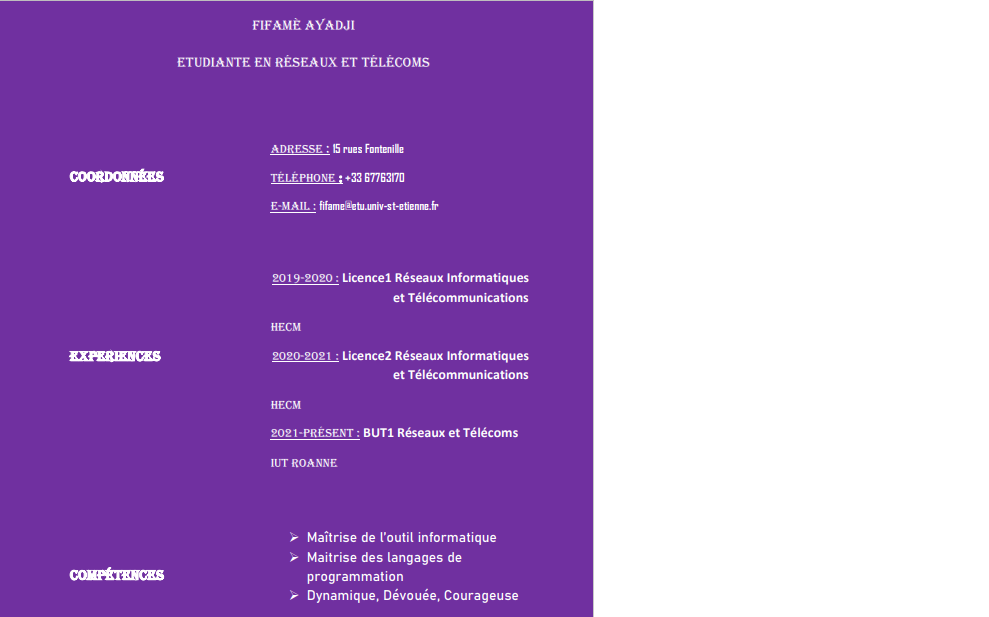 FIFAMÈ AYADJI
ETUDIANTE EN RÉSEAUX ET TÉLÉCOMS
ADRESSE : 15 rues Fontenille
COORDONNÉES
TÉLÉPHONE : +33 67763170
E-MAIL : fifame@etu.univ-st-etienne.fr
2019-2020 : Licence1 Réseaux Informatiques
et Télécommunications
HECM
EXPERIENCES
2020-2021 : Licence2 Réseaux Informatiques
et Télécommunications
HECM
2021-PRÉSENT : BUT1 Réseaux et Télécoms
IUT ROANNE
➢ Maîtrise de l'outil informatique
➢ Maitrise des langages de
programmation
COMPÉTENCES
➢ Dynamique, Dévouée, Courageuse